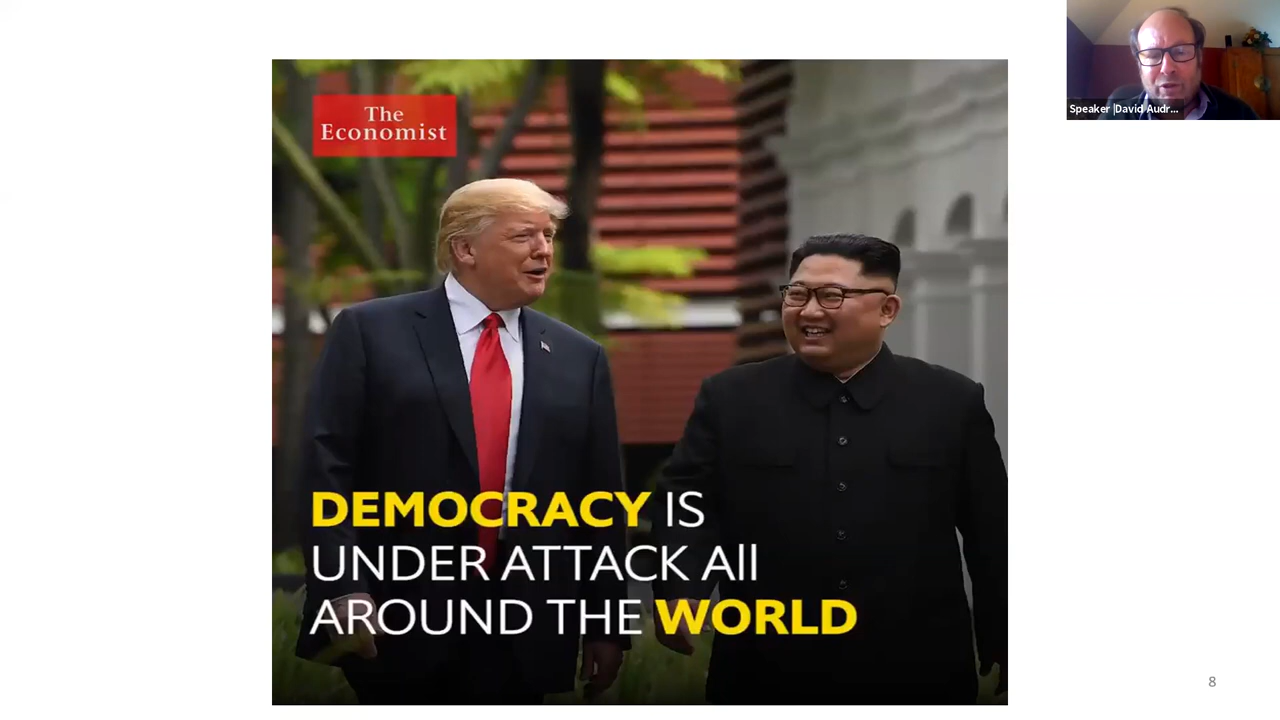 The
Economist
DEMOCRACY IS
UNDER ATTACK All
AROUND THE WORLD
Speaker |David Audr...
8